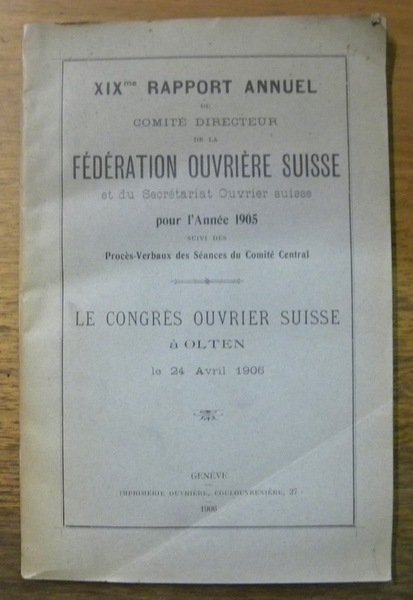 XIXme RAPPORT ANNUEL
DU
COMITÉ DIRECTEUR
DE LA
FÉDÉRATION OUVRIÈRE SUISSE
et du Secrétariat Ouvrier suisse
pour l'Année 1905
SUIVI DES
Procès-Verbaux des Séances du Comité Central
LE CONGRÈS OUVRIER SUISSE
à OLTEN
le 24 Avril 1906
GENÈVE
IMPRIMERIE OUVRIÈRE, COULOUVRENIÈRE, 27
1906